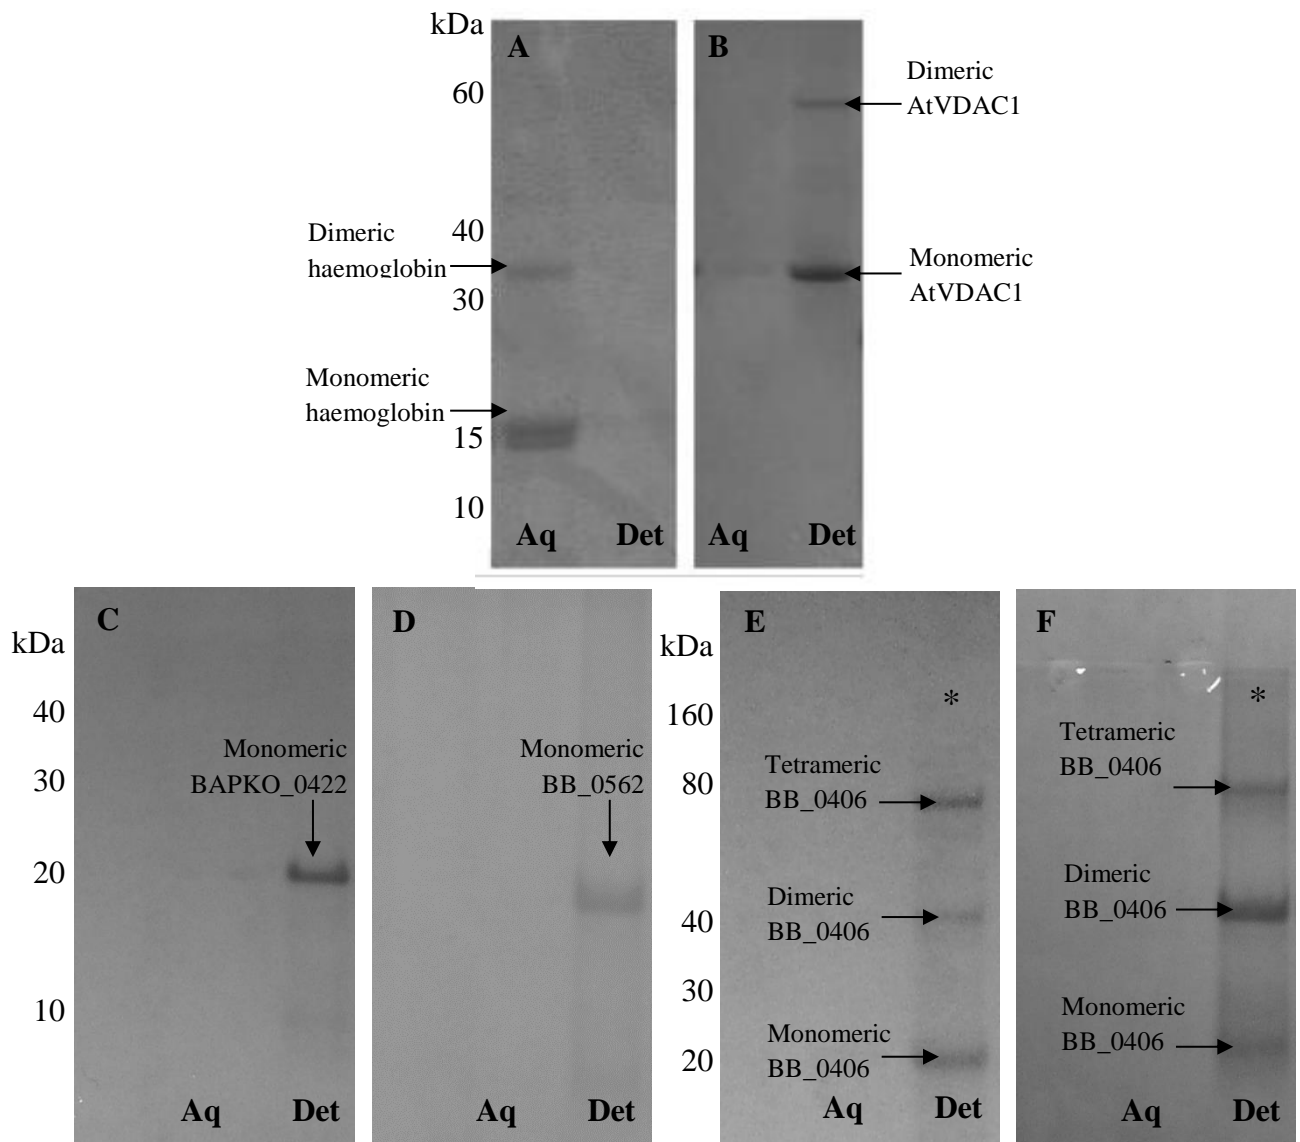 kDa
A
B
60
Dimeric
AtVDAC1
40
Dimeric
haemoglobin
Monomeric
AtVDAC1
30
Monomeric
haemoglobin
15
10
Aq
Det
Aq
Det
C
D
E
F
kDa
kDa
40
160
*
*
Monomeric
BAPKO_0422
Monomeric
BB_0562
Tetrameric
BB_0406
Tetrameric
BB_0406
30
80
20
Dimeric
BB_0406
Dimeric
BB_0406
40
10
30
Monomeric
BB_0406
Monomeric
BB_0406
20
Aq
Det
Aq
Det
Aq
Det
Aq
Det